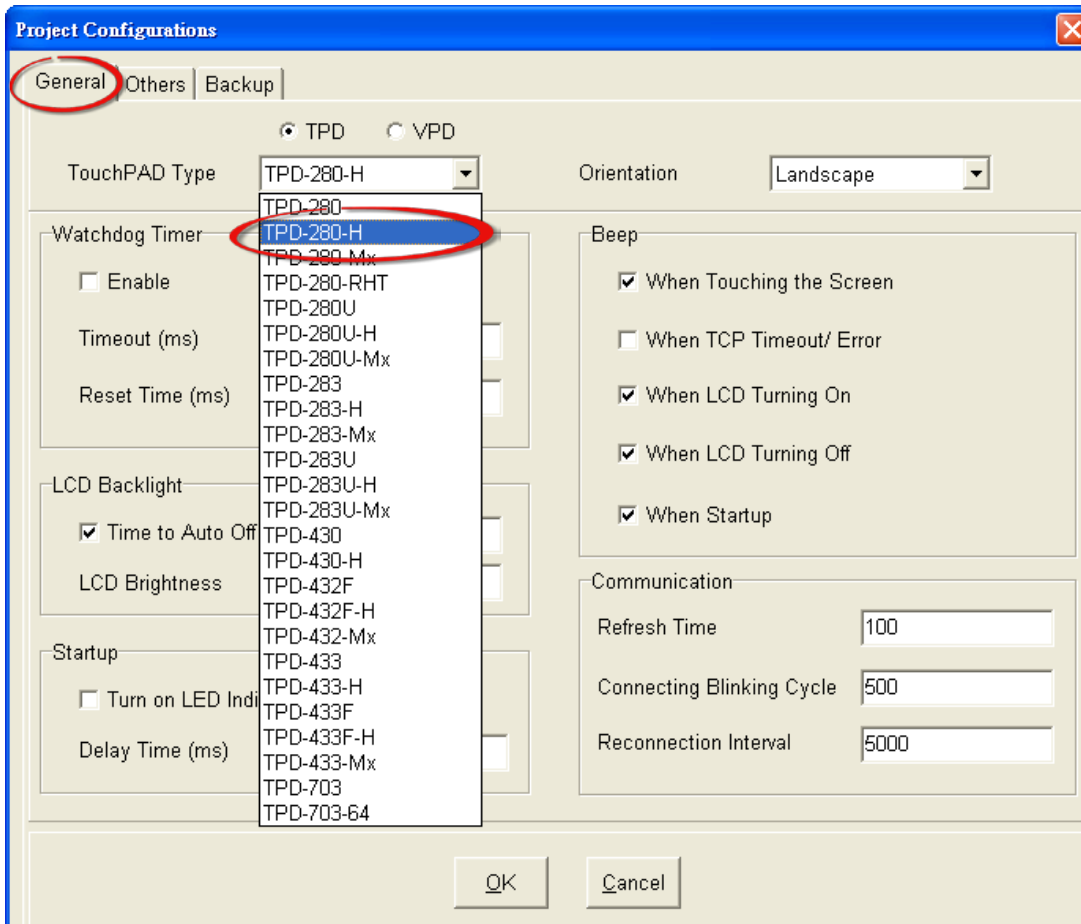 Project Configurations
General Others Backup
TPD VPD
TouchPAD Type TPD-280-H Orientation Landscape
TPD-280
TPD-280-H
TPD-280-Mx
TPD-280-RHT
TPD-280U
TPD-280U-H
TPD-280U-Mx
TPD-283
TPD-283-H
TPD-283-Mx
TPD-283U
TPD-283U-H
TPD-283U-Mx
TPD-430
TPD-430-H
TPD-432F
TPD-432F-H
TPD-432-Mx
TPD-433
TPD-433-H
TPD-433F
TPD-433F-H
TPD-433-Mx
TPD-703
TPD-703-64
Watchdog Timer
Enable
Timeout (ms)
Reset Time (ms)
LCD Backlight
Time to Auto Off
LCD Brightness
Startup
Turn on LED Indi
Delay Time (ms)
Beep
When Touching the Screen
When TCP Timeout/ Error
When LCD Turning On
When LCD Turning Off
When Startup
Communication
Refresh Time 100
Connecting Blinking Cycle 500
Reconnection Interval 5000
OK Cancel